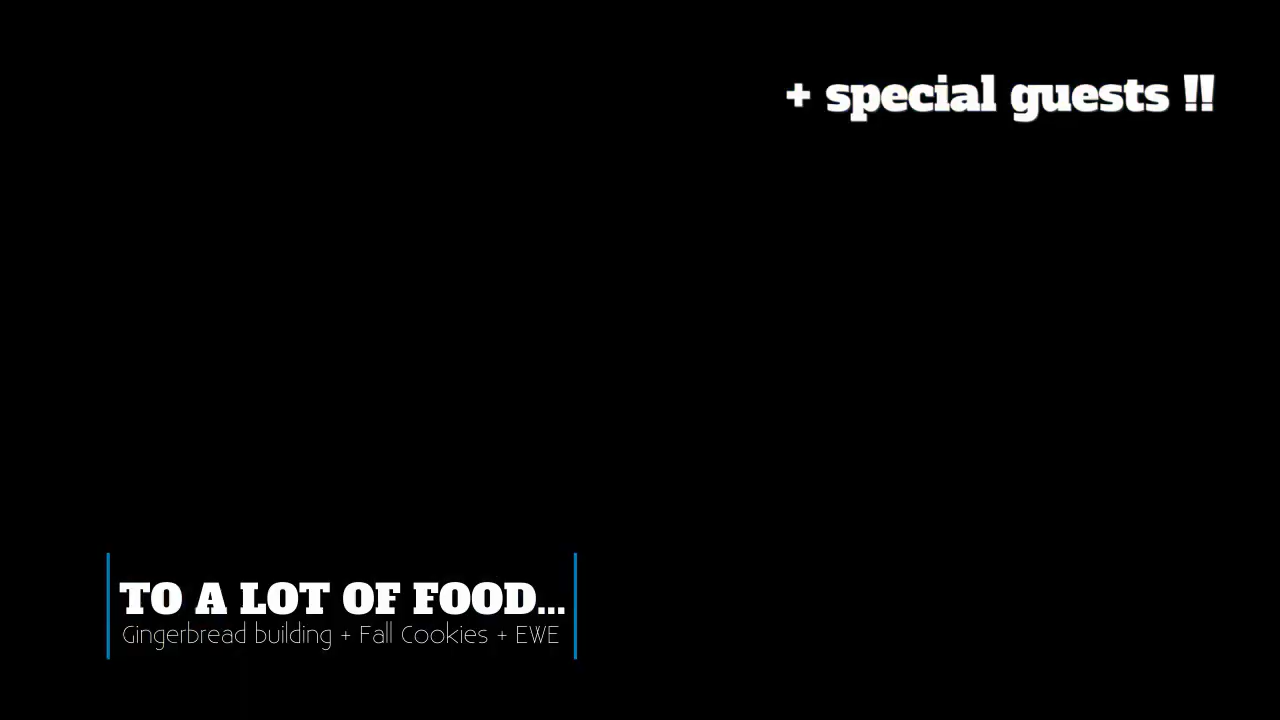 + special guests !!
TO A LOT OF FOOD...
Gingerbread building + Fall Cookies + EWE